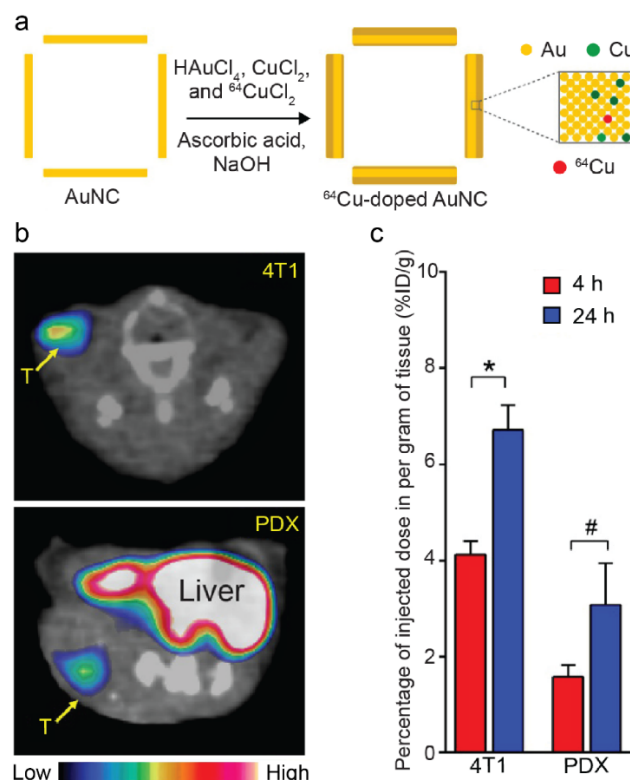 a
HAuCl₄, CuCl₂,
and ⁶⁴CuCl₂
Ascorbic acid,
NaOH
AuNC
⁶⁴Cu-doped AuNC
Au
Cu
⁶⁴Cu
b
4T1
T
PDX
Liver
T
Low
High
c
Percentage of injected dose in per gram of tissue (%ID/g)
10
8
6
4
2
0
4 h
24 h
*
#
4T1
PDX